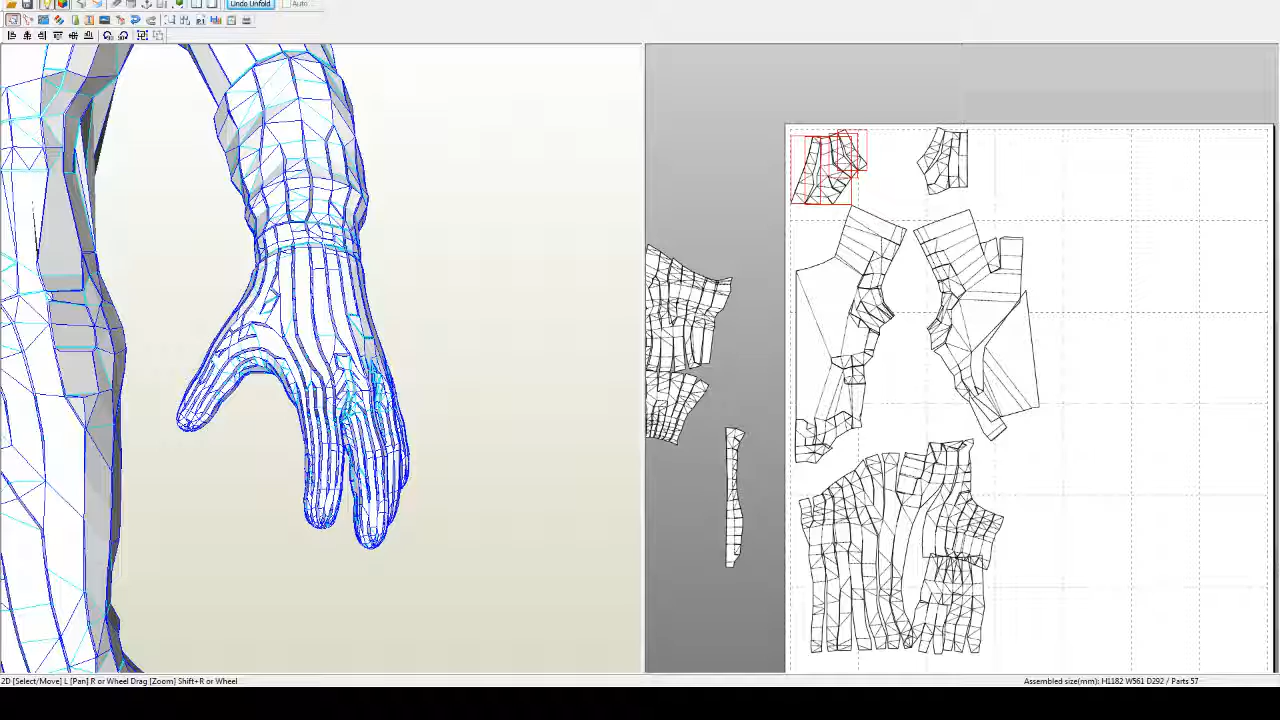 Undo Unfold
Auto
2D [Select/Move] L [Pan] R or Wheel Drag [Zoom] Shift+R or Wheel
Assembled size(mm): H1182 W561 D292 / Parts 57